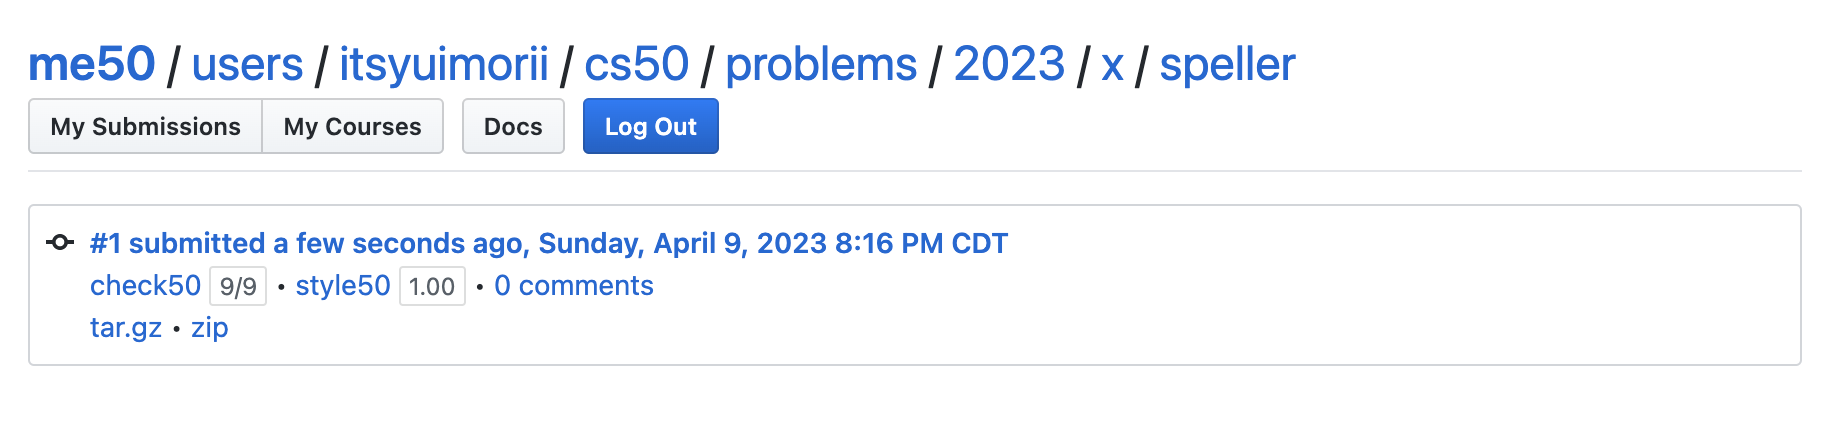 me50 / users / itsyuimorii / cs50 / problems / 2023 / x / speller
My Submissions My Courses Docs Log Out
#1 submitted a few seconds ago, Sunday, April 9, 2023 8:16 PM CDT
check50 9/9 • style50 1.00 • 0 comments
tar.gz • zip